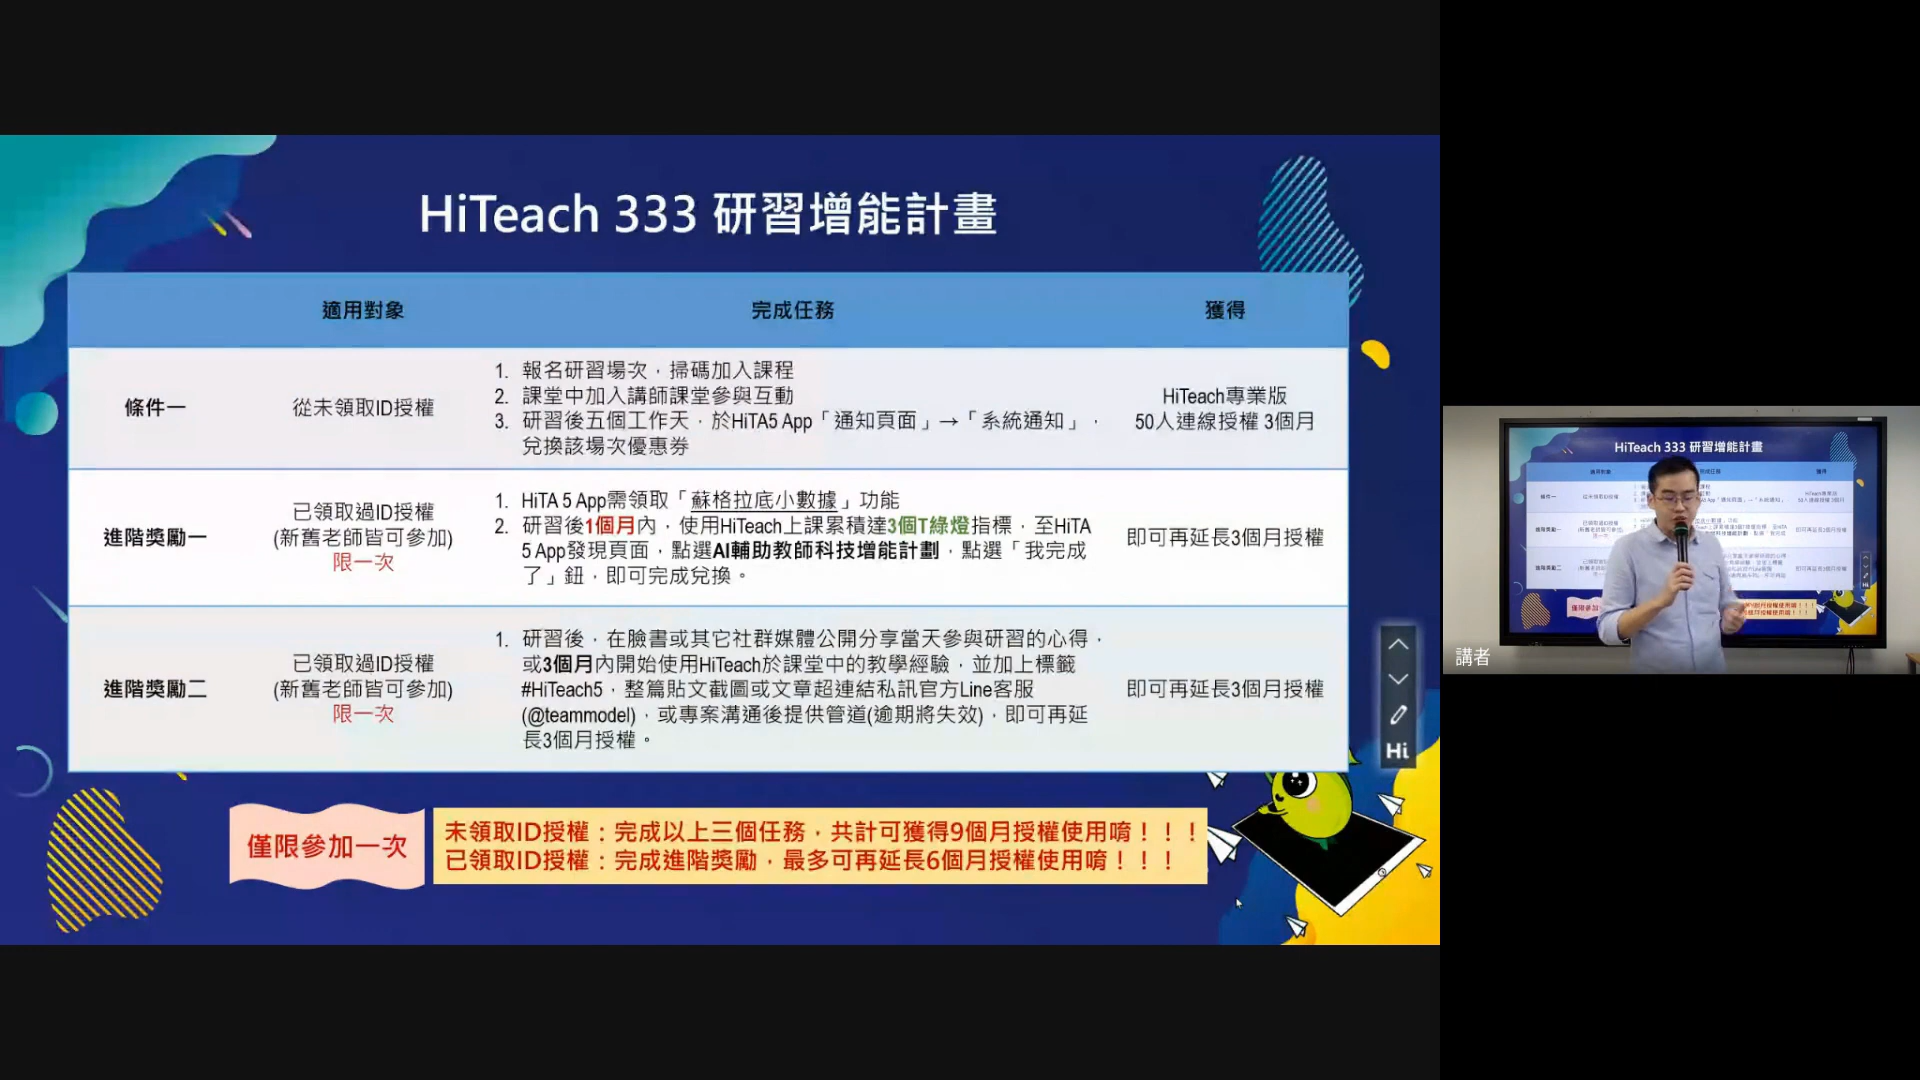 HiTeach 333 研習增能計畫
適用對象 完成任務 獲得
條件一
從未領取ID授權
1. 報名研習場次，掃碼加入課程
2. 課堂中加入講師課堂參與互動
3. 研習後五個工作天，於HiTA5 App「通知頁面」→「系統通知」，
兌換該場次優惠券
HiTeach專業版
50人連線授權 3個月
進階獎勵一
已領取過ID授權
(新舊老師皆可參加)
限一次
1. HiTA 5 App需領取「蘇格拉底小數據」功能
2. 研習後1個月內，使用HiTeach上課累積達3個T綠燈指標，至HiTA
5 App發現頁面，點選AI輔助教師科技增能計劃，點選「我完成
了」鈕，即可完成兌換。
即可再延長3個月授權
進階獎勵二
已領取過ID授權
(新舊老師皆可參加)
限一次
1. 研習後，在臉書或其它社群媒體公開分享當天參與研習的心得，
或3個月內開始使用HiTeach於課堂中的教學經驗，並加上標籤
#HiTeach5，整篇貼文截圖或文章超連結私訊官方Line客服
(@teammodel)，或專案溝通後提供管道(逾期將失效)，即可再延
長3個月授權。
即可再延長3個月授權
Hi
僅限參加一次
未領取ID授權：完成以上三個任務，共計可獲得9個月授權使用唷！！！
已領取ID授權：完成進階獎勵，最多可再延長6個月授權使用唷！！！
HiTeach 333 研習增能計畫
講者